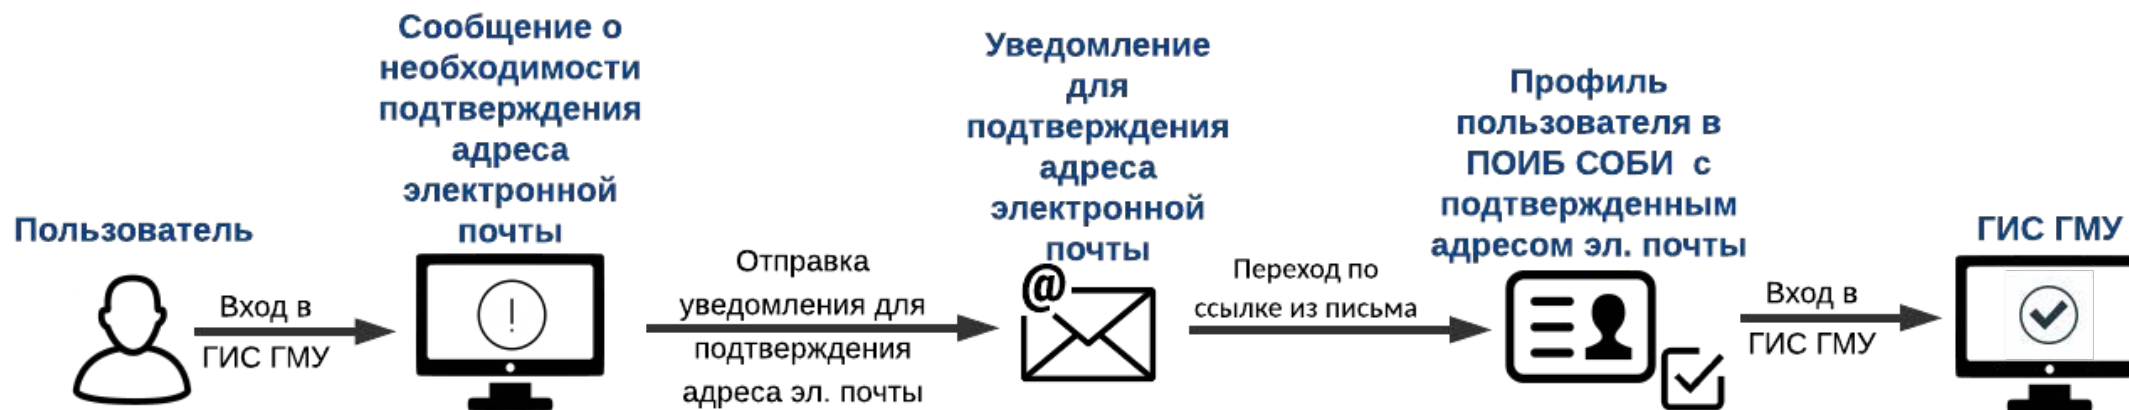 Пользователь
Вход в
ГИС ГМУ
Сообщение о
необходимости
подтверждения
адреса
электронной
почты
Отправка
уведомления для
подтверждения
адреса эл. почты
Уведомление
для
подтверждения
адреса
электронной
почты
@
Переход по
ссылке из письма
Профиль
пользователя в
ПОИБ СОБИ с
подтвержденным
адресом эл. почты
Вход в
ГИС ГМУ
ГИС ГМУ